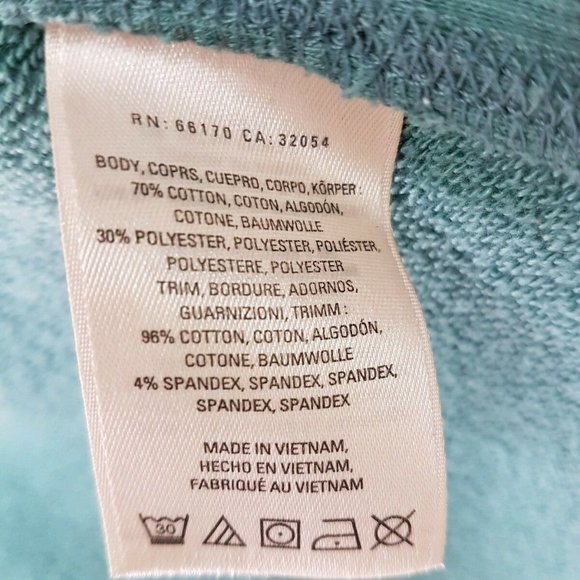 RN: 66170 CA: 32054
BODY, COPRS, CUEPRO, CORPO, KÖRPER :
70% COTTON, COTON, ALGODÓN,
COTONE, BAUMWOLLE
30% POLYESTER, POLYESTER, POLIÉSTER,
POLYESTERE, POLYESTER
TRIM, BORDURE, ADORNOS,
GUARNIZIONI, TRIMM :
96% COTTON, COTON, ALGODÓN,
COTONE, BAUMWOLLE
4% SPANDEX, SPANDEX, SPANDEX,
SPANDEX, SPANDEX
MADE IN VIETNAM,
HECHO EN VIETNAM,
FABRIQUÉ AU VIETNAM
30